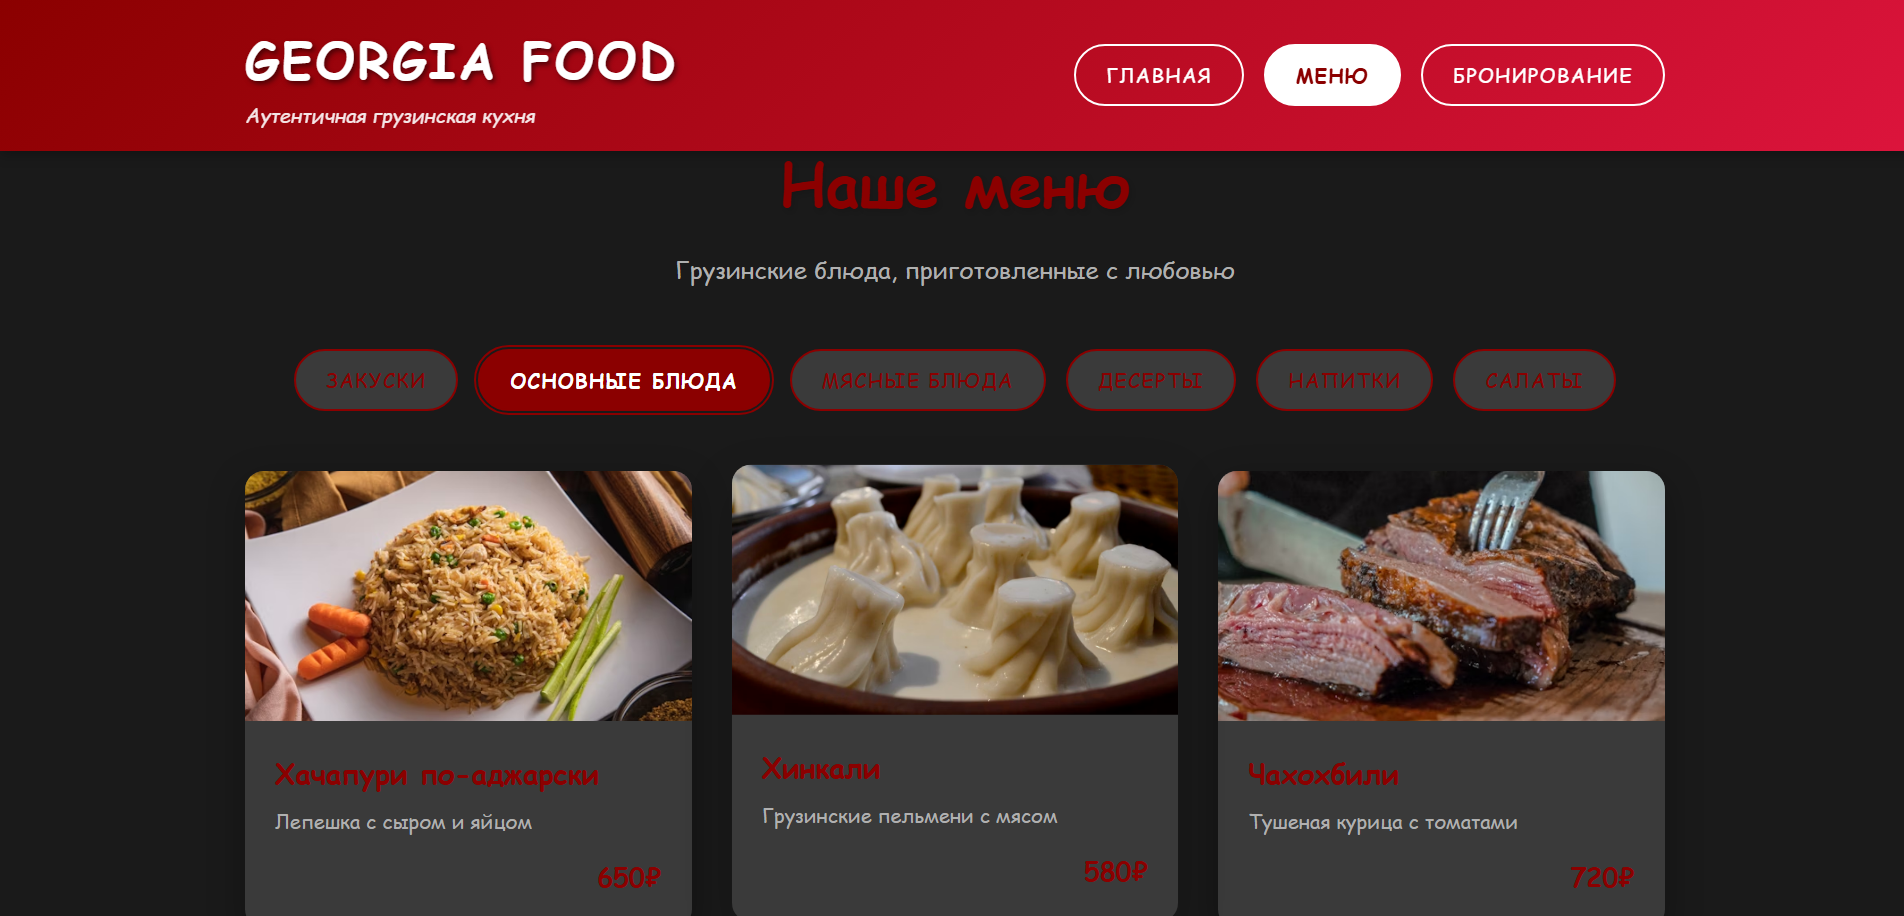 GEORGIA FOOD
Аутентичная грузинская кухня
ГЛАВНАЯ
МЕНЮ
БРОНИРОВАНИЕ
Наше меню
Грузинские блюда, приготовленные с любовью
ЗАКУСКИ
ОСНОВНЫЕ БЛЮДА
МЯСНЫЕ БЛЮДА
ДЕСЕРТЫ
НАПИТКИ
САЛАТЫ
Хачапури по-аджарски
Лепешка с сыром и яйцом
650₽
Хинкали
Грузинские пельмени с мясом
580₽
Чахохбили
Тушеная курица с томатами
720₽